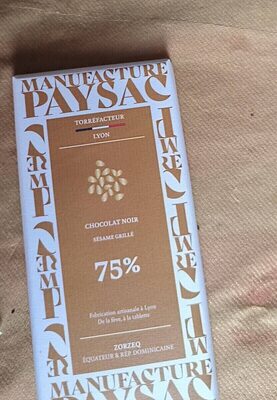 MANUFACTURE
PAYSAC
TORRÉFACTEUR
LYON
CHOCOLAT NOIR
SÉSAME GRILLÉ
75%
Fabrication artisanale à Lyon
De la fève, à la tablette
ZORZEQ
ÉQUATEUR & RÉP DOMINICAINE
MANUFACTURE
PAYSAC